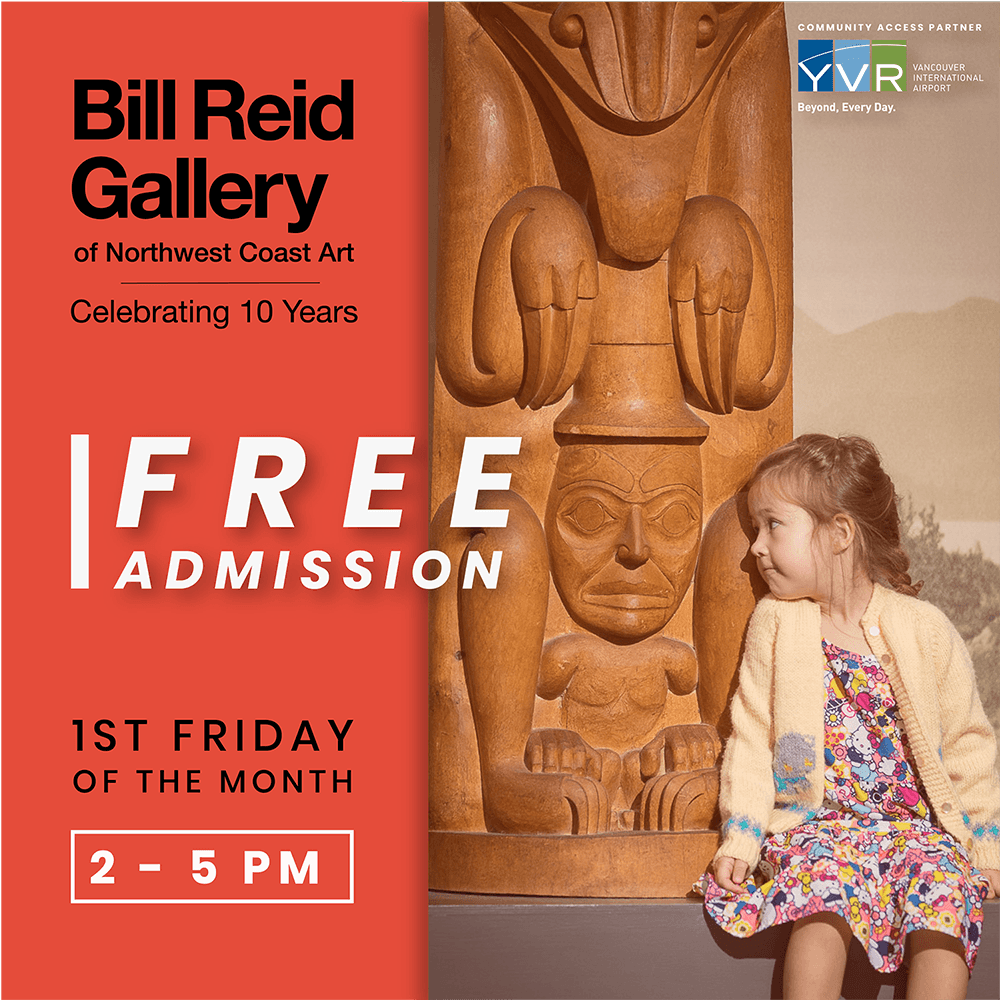 Bill Reid
Gallery
of Northwest Coast Art
Celebrating 10 Years
FREE
ADMISSION
1ST FRIDAY
OF THE MONTH
2 - 5 PM
COMMUNITY ACCESS PARTNER
YVR
VANCOUVER
INTERNATIONAL
AIRPORT
Beyond, Every Day.